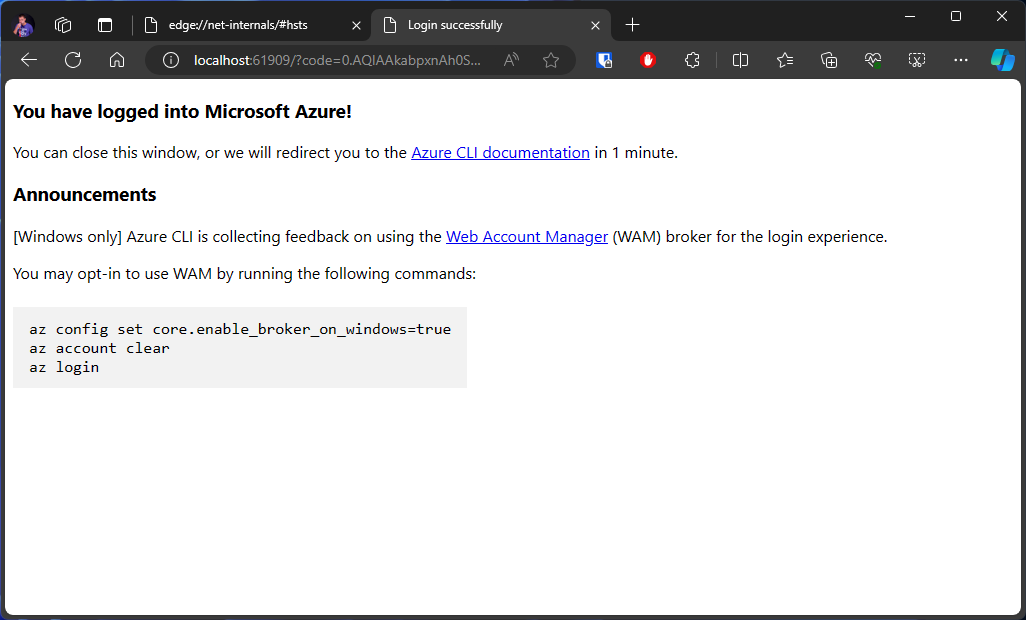 edge://net-internals/#hsts
Login successfully
localhost:61909/?code=0.AQIAAkabpxnAh0S...
You have logged into Microsoft Azure!
You can close this window, or we will redirect you to the Azure CLI documentation in 1 minute.
Announcements
[Windows only] Azure CLI is collecting feedback on using the Web Account Manager (WAM) broker for the login experience.
You may opt-in to use WAM by running the following commands:
az config set core.enable_broker_on_windows=true
az account clear
az login